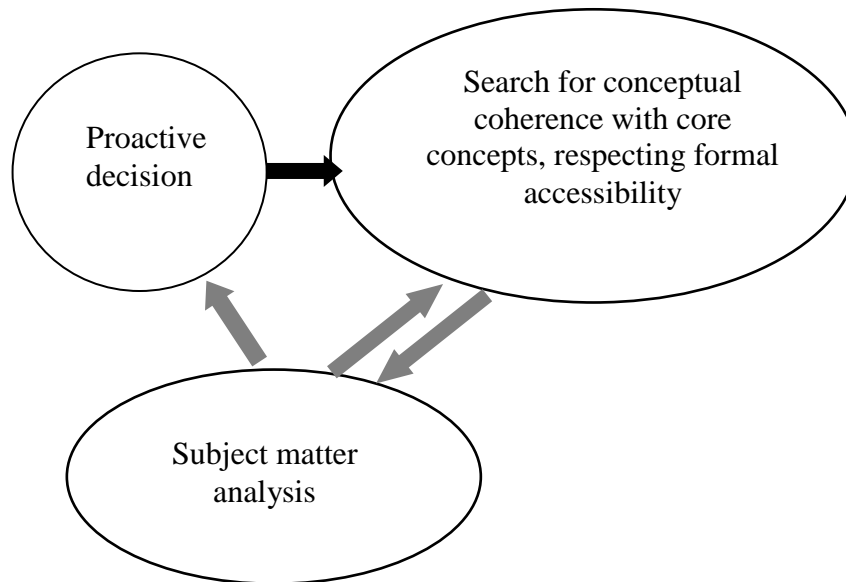 Proactive
decision
Search for conceptual
coherence with core
concepts, respecting formal
accessibility
Subject matter
analysis